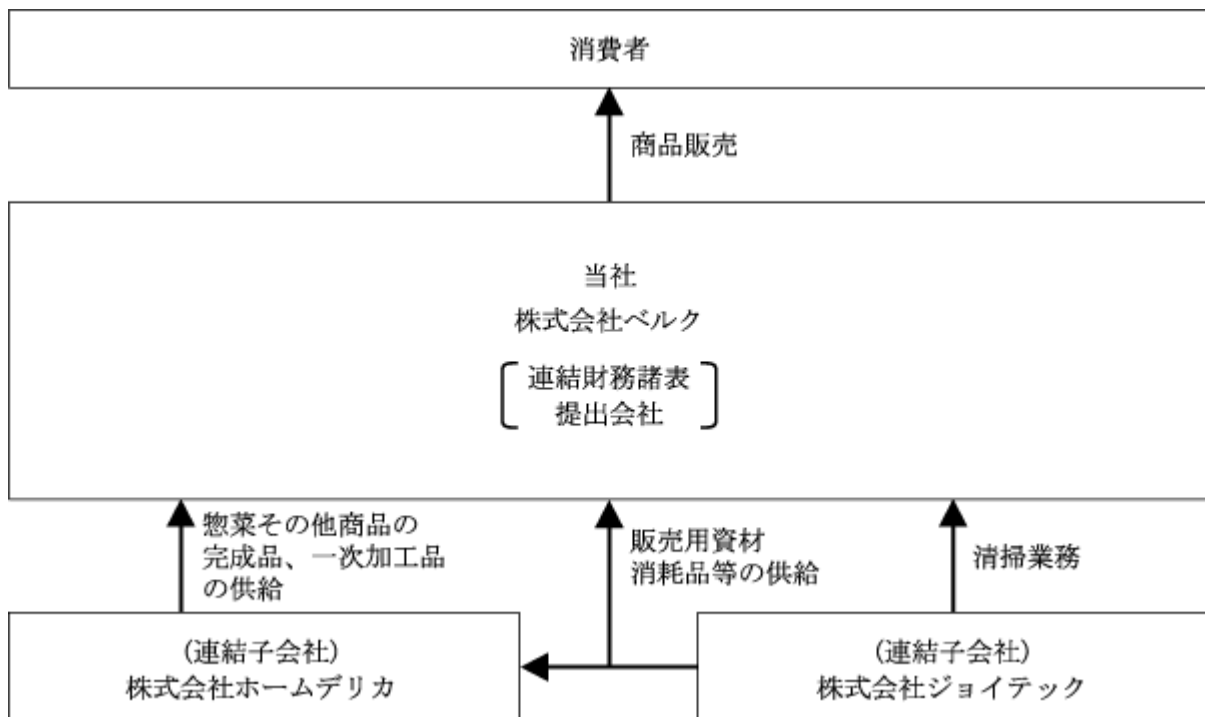 消費者
商品販売
当社
株式会社ベルク
連結財務諸表
提出会社
惣菜その他商品の
完成品、一次加工品
の供給
販売用資材
消耗品等の供給
清掃業務
(連結子会社)
株式会社ホームデリカ
(連結子会社)
株式会社ジョイテック